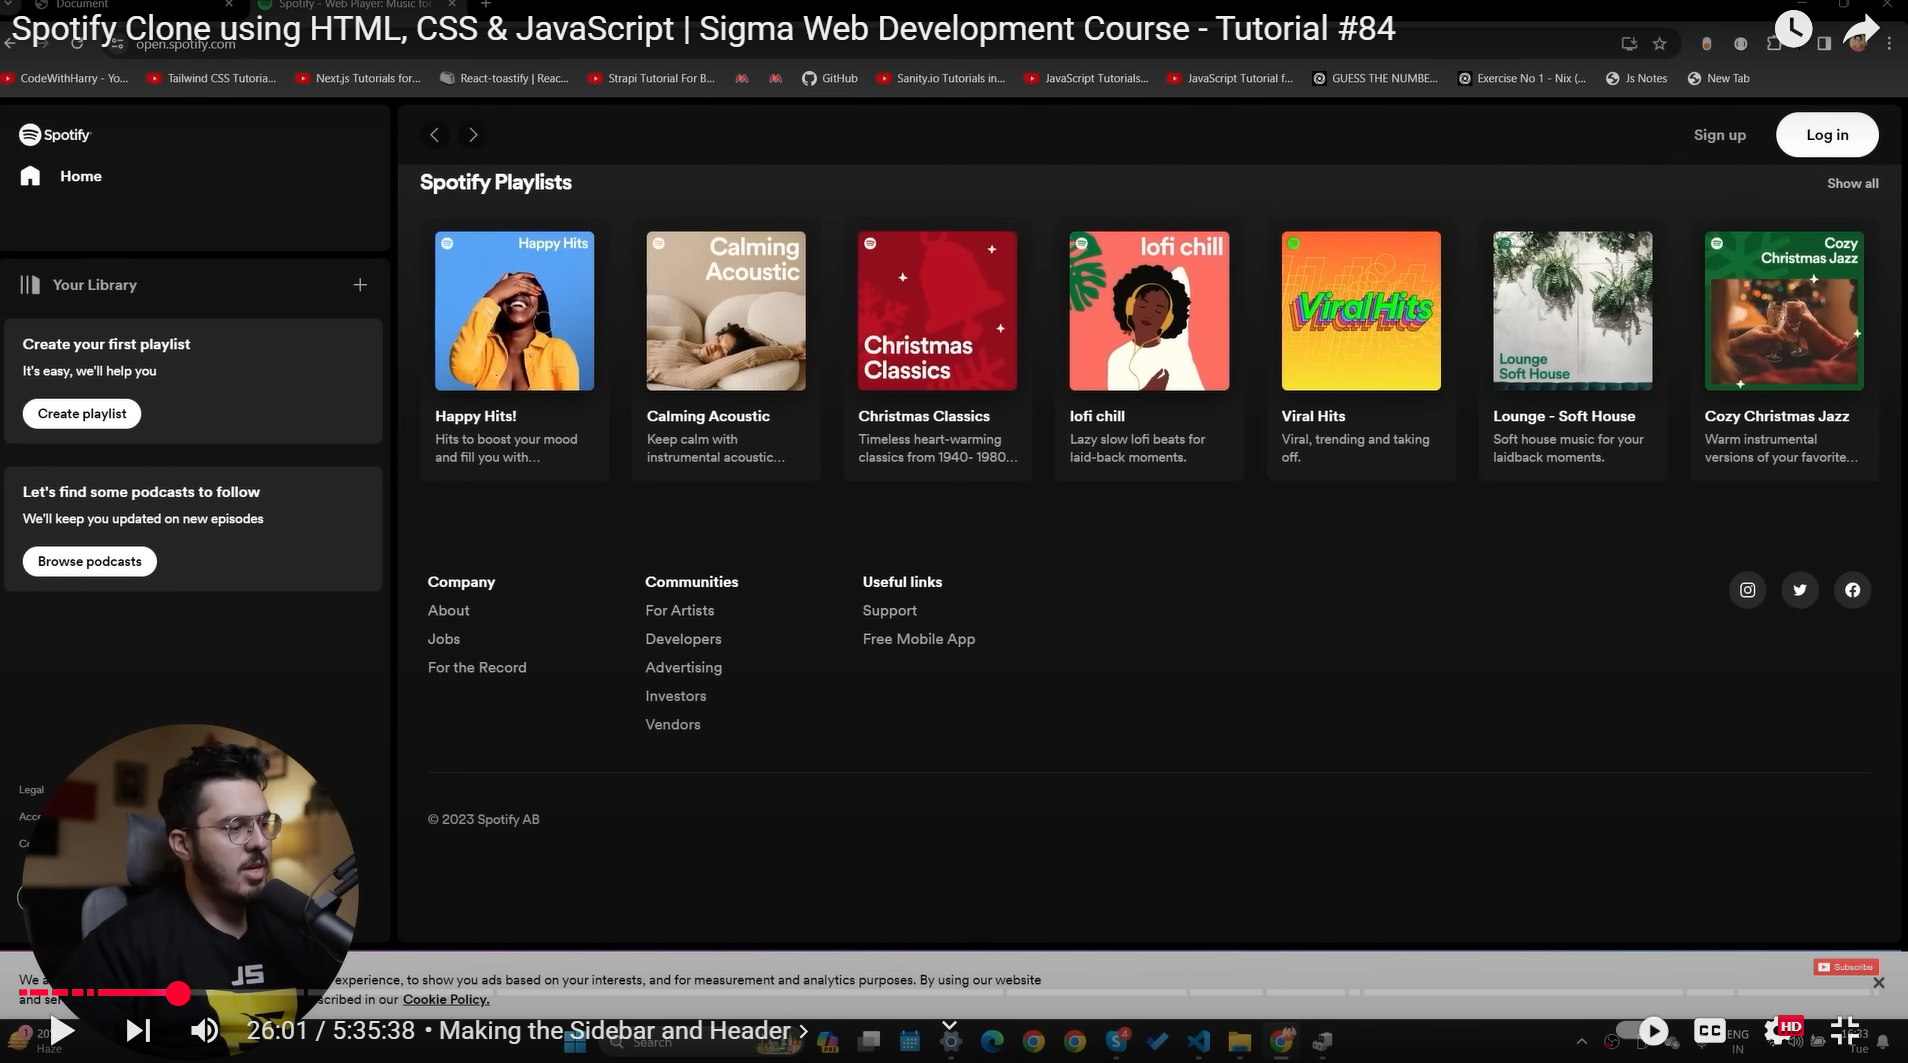 Document
Spotify - Web Player: Music for
Spotify Clone using HTML, CSS & JavaScript | Sigma Web Development Course - Tutorial #84
open.spotify.com
CodeWithHarry - Yo...
Tailwind CSS Tutoria...
Next.js Tutorials for...
React-toastify | Reac...
Strapi Tutorial For B...
GitHub
Sanity.io Tutorials in...
JavaScript Tutorials...
JavaScript Tutorial f...
GUESS THE NUMBE...
Exercise No 1 - Nix (...
Js Notes
New Tab
Spotify
Home
Sign up
Log in
Spotify Playlists
Show all
Your Library
Create your first playlist
It's easy, we'll help you
Create playlist
Let's find some podcasts to follow
We'll keep you updated on new episodes
Browse podcasts
Happy Hits
Happy Hits!
Hits to boost your mood
and fill you with...
Calming
Acoustic
Calming Acoustic
Keep calm with
instrumental acoustic...
Christmas
Classics
Christmas Classics
Timeless heart-warming
classics from 1940- 1980...
lofi chill
lofi chill
Lazy slow lofi beats for
laid-back moments.
Viral Hits
Viral Hits
Viral, trending and taking
off.
Lounge
Soft House
Lounge - Soft House
Soft house music for your
laidback moments.
Cozy
Christmas Jazz
Cozy Christmas Jazz
Warm instrumental
versions of your favorite...
Company
About
Jobs
For the Record
Communities
For Artists
Developers
Advertising
Investors
Vendors
Useful links
Support
Free Mobile App
© 2023 Spotify AB
Legal
JS
experience, to show you ads based on your interests, and for measurement and analytics purposes. By using our website
and
scribed in our Cookie Policy.
Subscribe
26:01 / 5:35:38 • Making the Sidebar and Header
Search
Haze
4
CC
HD
ENG
IN
Tue